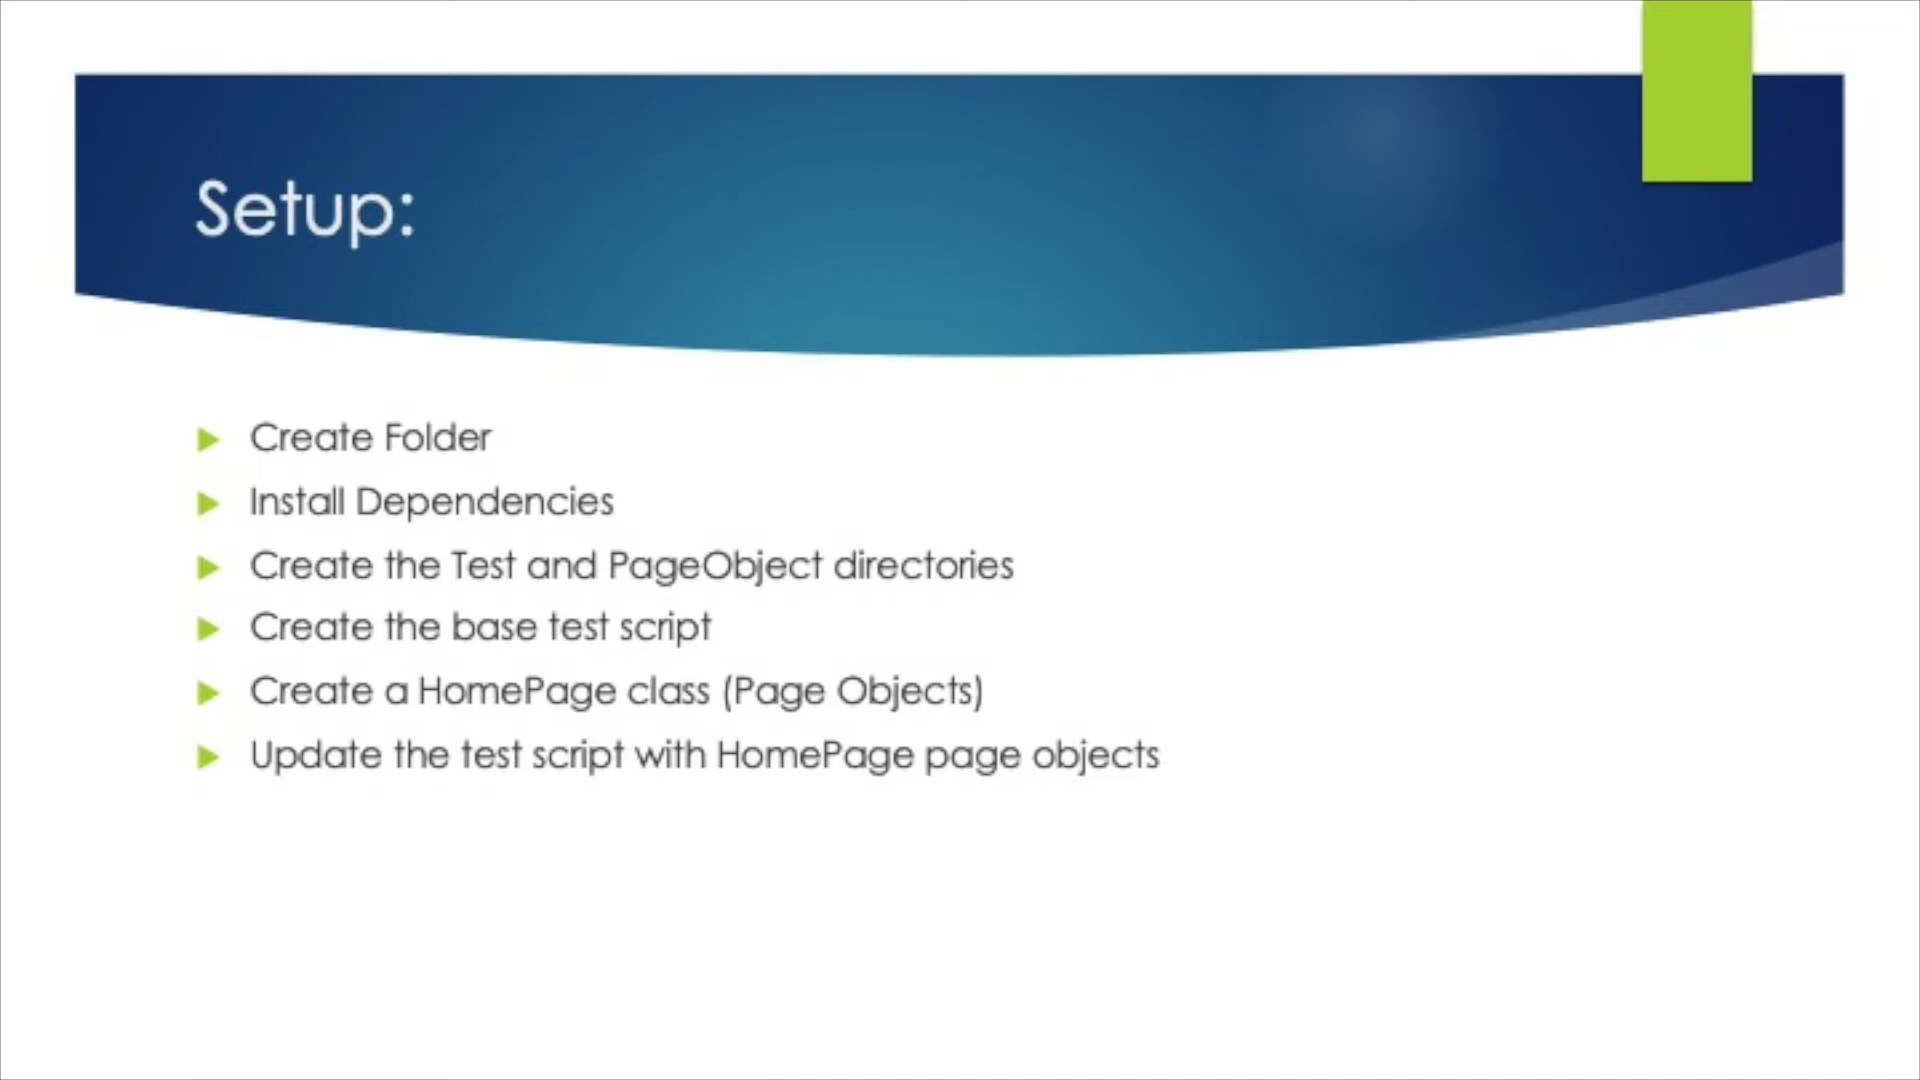 Setup:
Create Folder
Install Dependencies
Create the Test and PageObject directories
Create the base test script
Create a HomePage class (Page Objects)
Update the test script with HomePage page objects